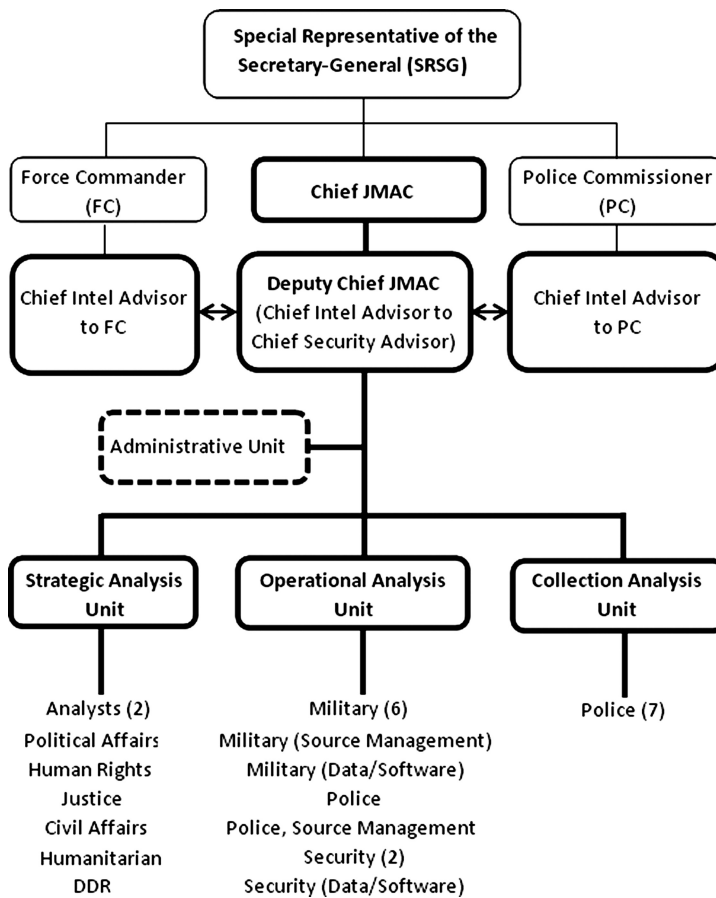 Special Representative of the
Secretary-General (SRSG)
Force Commander
(FC)
Chief JMAC
Police Commissioner
(PC)
Chief Intel Advisor
to FC
Deputy Chief JMAC
(Chief Intel Advisor to
Chief Security Advisor)
Chief Intel Advisor
to PC
Administrative Unit
Strategic Analysis
Unit
Operational Analysis
Unit
Collection Analysis
Unit
Analysts (2)
Political Affairs
Human Rights
Justice
Civil Affairs
Humanitarian
DDR
Military (6)
Military (Source Management)
Military (Data/Software)
Police
Police, Source Management
Security (2)
Security (Data/Software)
Police (7)